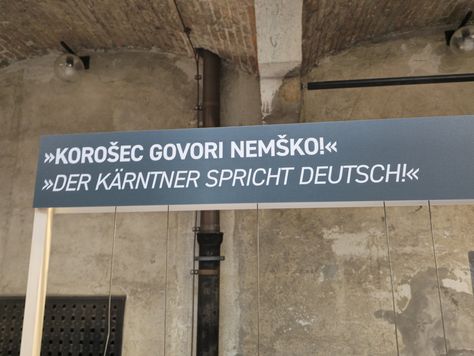 »KOROŠEC GOVORI NEMŠKO!«
»DER KÄRNTNER SPRICHT DEUTSCH!«